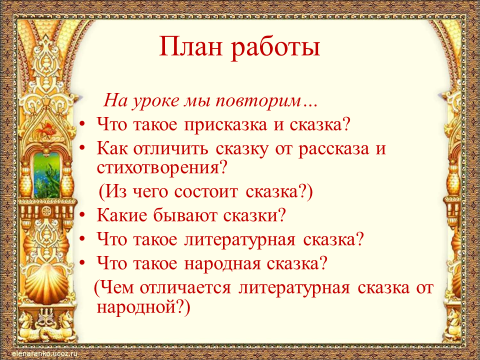 План работы
На уроке мы повторим…
• Что такое присказка и сказка?
• Как отличить сказку от рассказа и
стихотворения?
(Из чего состоит сказка?)
• Какие бывают сказки?
• Что такое литературная сказка?
• Что такое народная сказка?
(Чем отличается литературная сказка от
народной?)
elenaranko.ucoz.ru